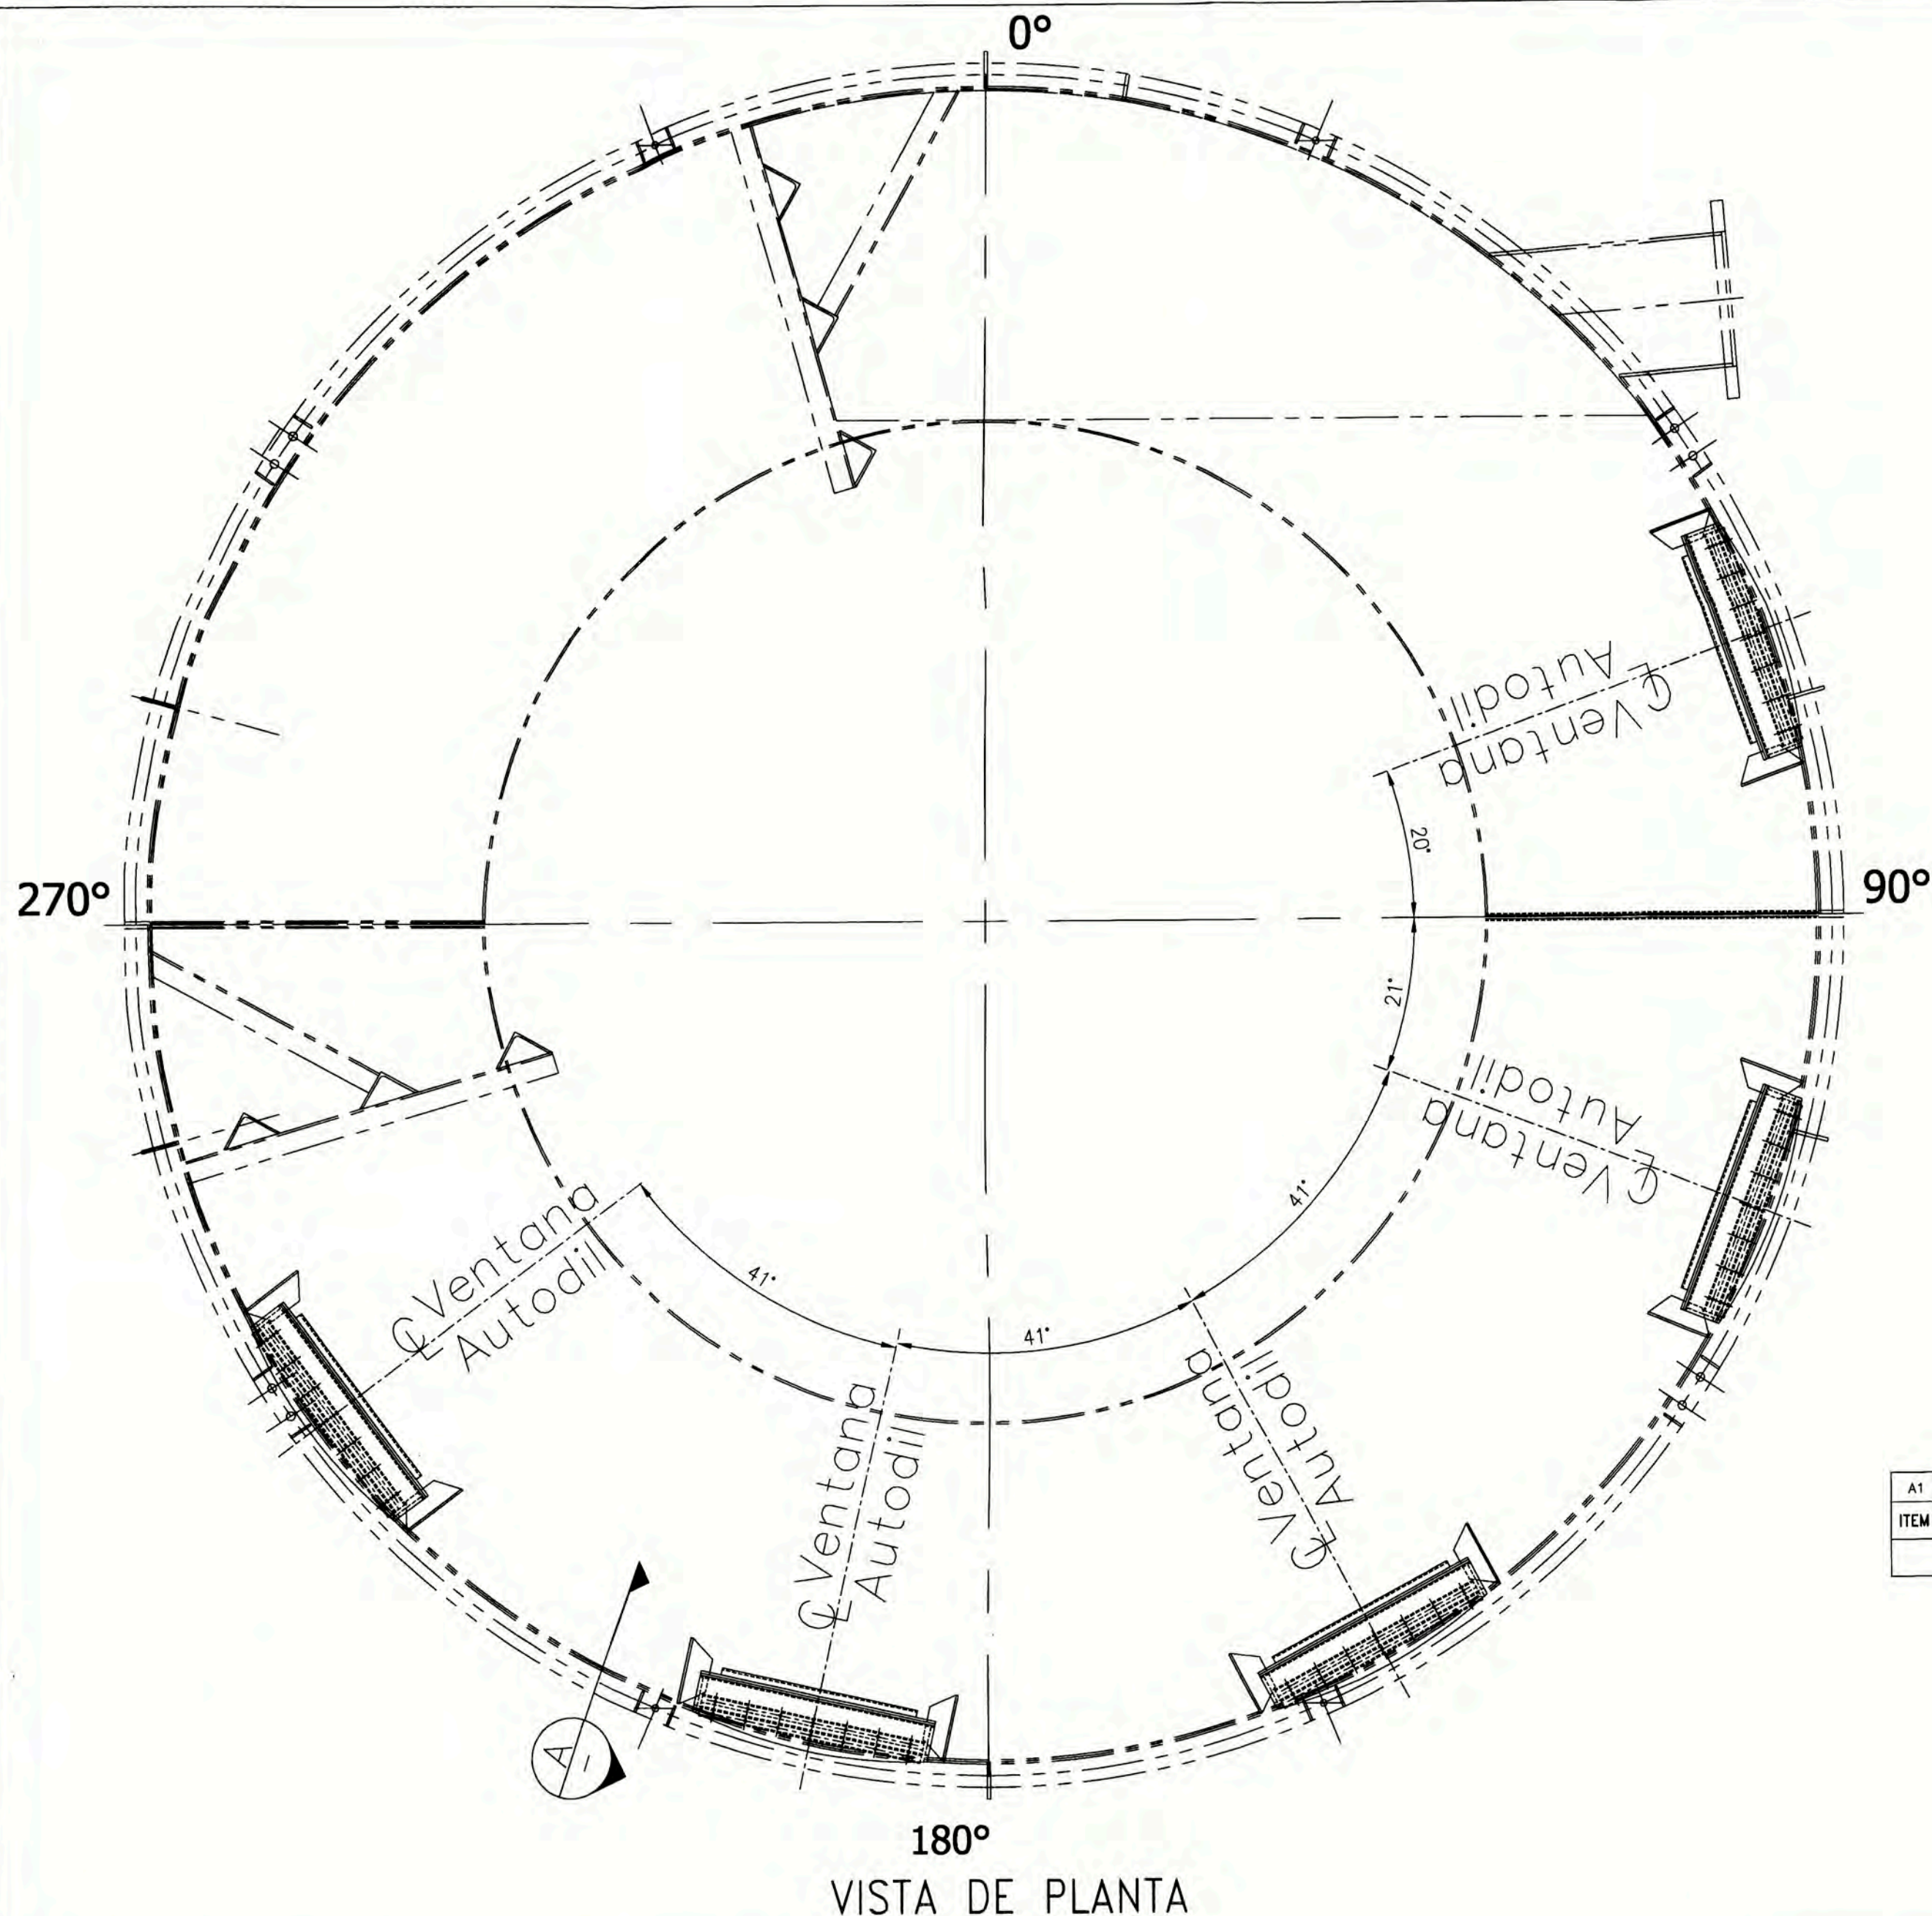 0°
℄ Ventana
Autodil
20°
270°
90°
21°
℄ Ventana
Autodil
41°
℄ Ventana
Autodil
41°
41°
℄ Ventana
Autodil
℄ Ventana
Autodil
A1
ITEM
A
–
180°
VISTA DE PLANTA